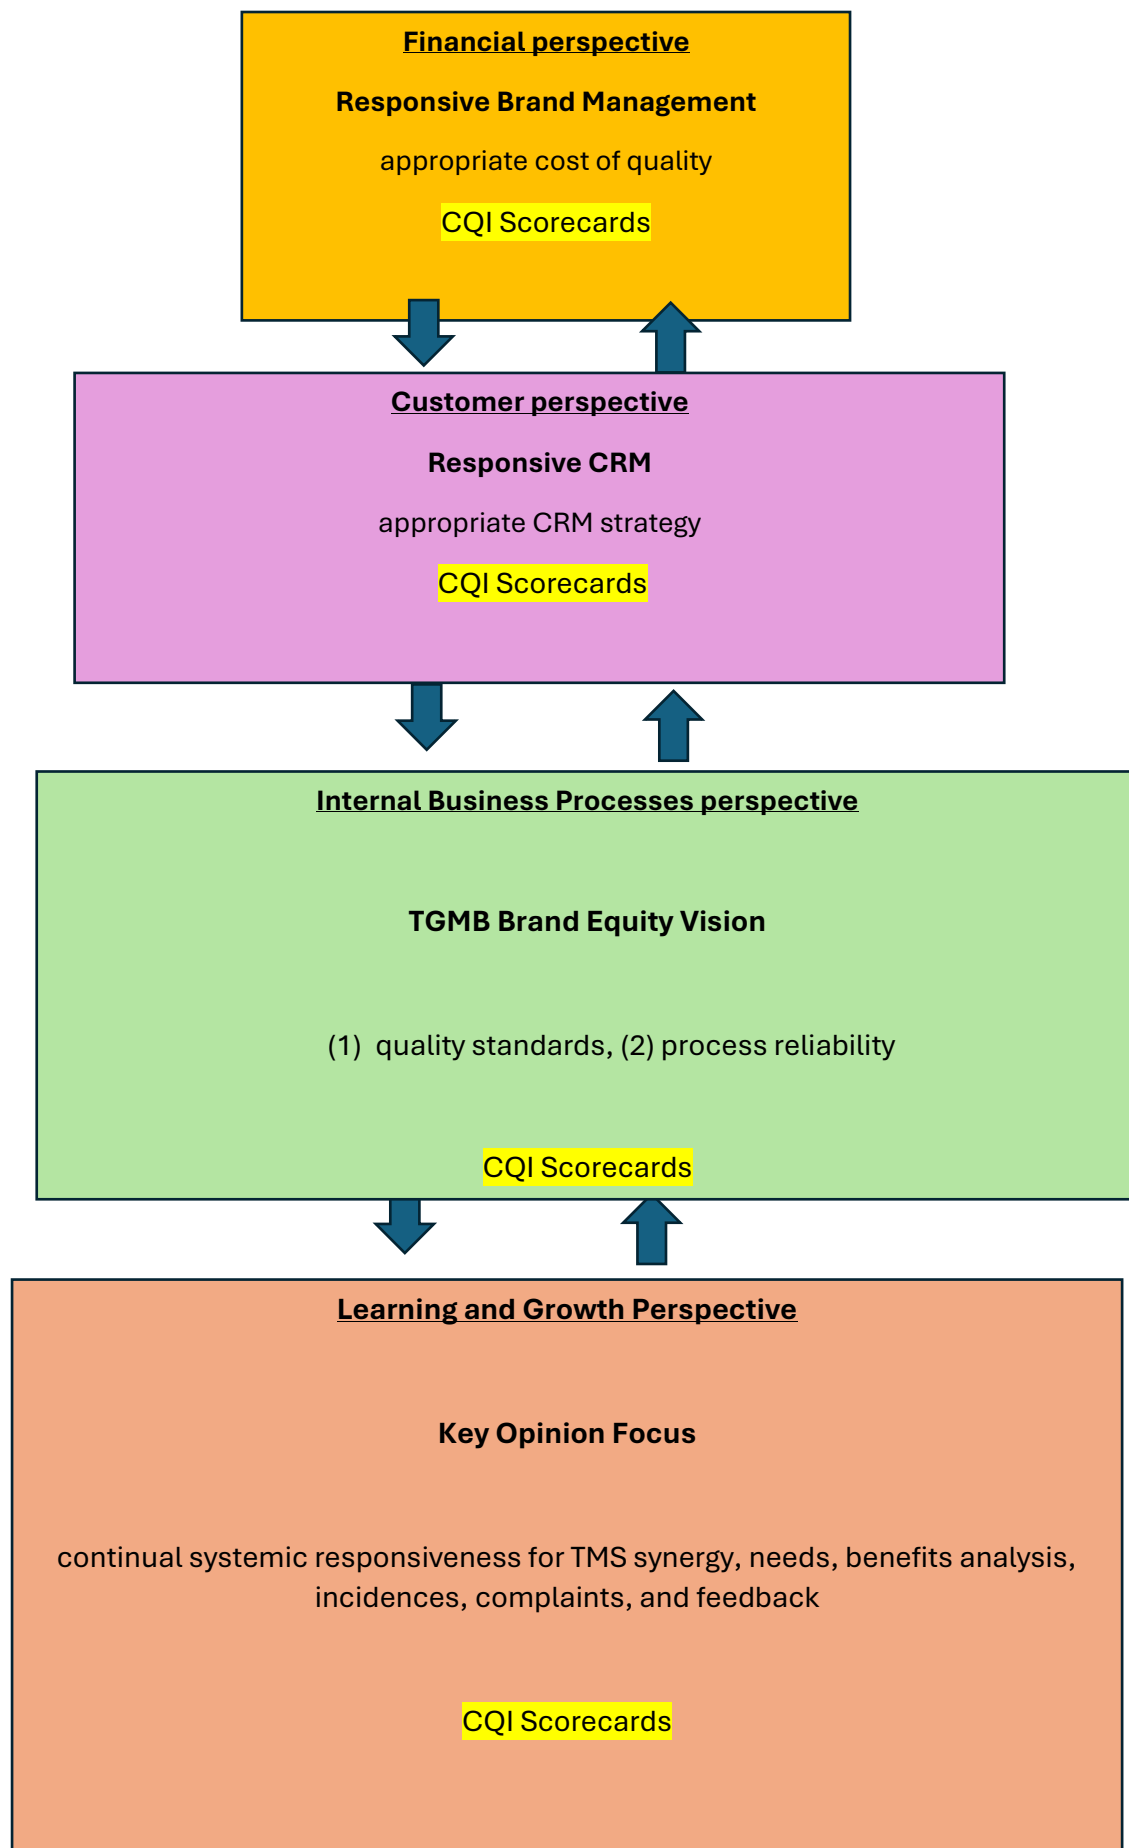 Financial perspective
Responsive Brand Management
appropriate cost of quality
CQI Scorecards
Customer perspective
Responsive CRM
appropriate CRM strategy
CQI Scorecards
Internal Business Processes perspective
TGMB Brand Equity Vision
(1) quality standards, (2) process reliability
CQI Scorecards
Learning and Growth Perspective
Key Opinion Focus
continual systemic responsiveness for TMS synergy, needs, benefits analysis,
incidences, complaints, and feedback
CQI Scorecards